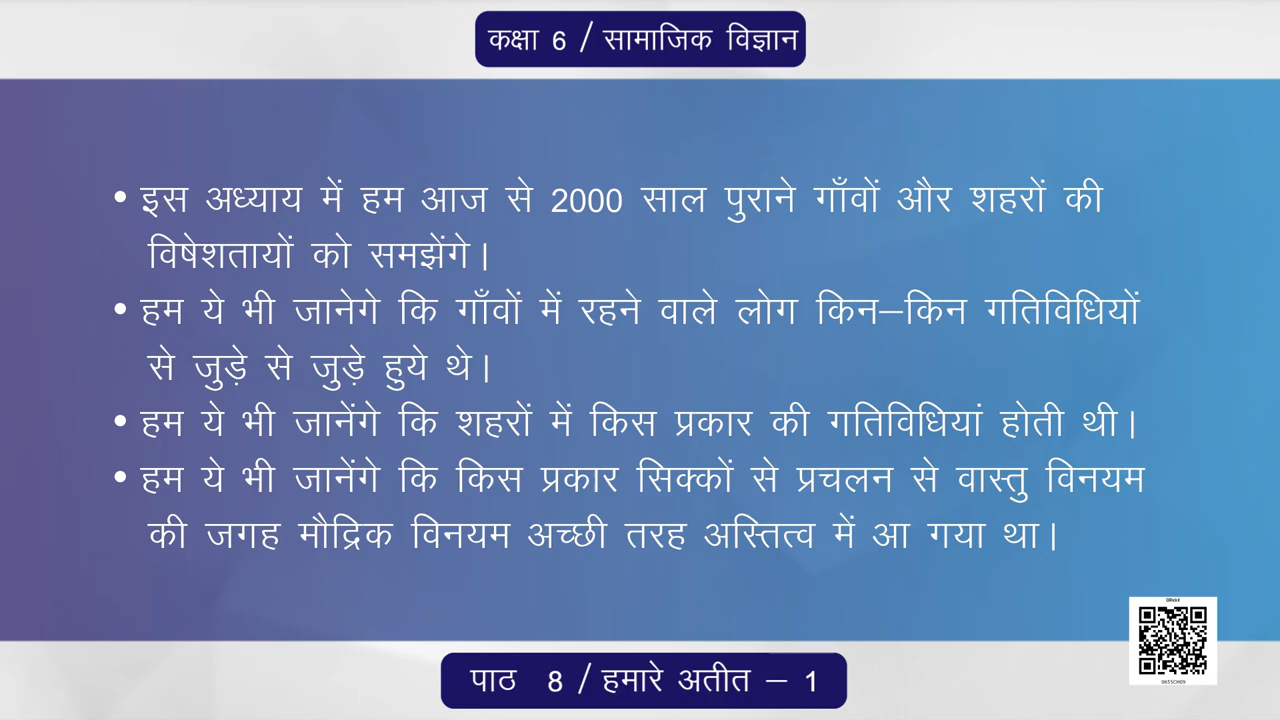 कक्षा 6 / सामाजिक विज्ञान
• इस अध्याय में हम आज से 2000 साल पुराने गाँवों और शहरों की
विषेशतायों को समझेंगे।
• हम ये भी जानेगे कि गाँवों में रहने वाले लोग किन–किन गतिविधियों
से जुड़े से जुड़े हुये थे।
• हम ये भी जानेंगे कि शहरों में किस प्रकार की गतिविधियां होती थी।
• हम ये भी जानेंगे कि किस प्रकार सिक्कों से प्रचलन से वास्तु विनयम
की जगह मौद्रिक विनयम अच्छी तरह अस्तित्व में आ गया था।
0655CH09
पाठ 8 / हमारे अतीत – 1